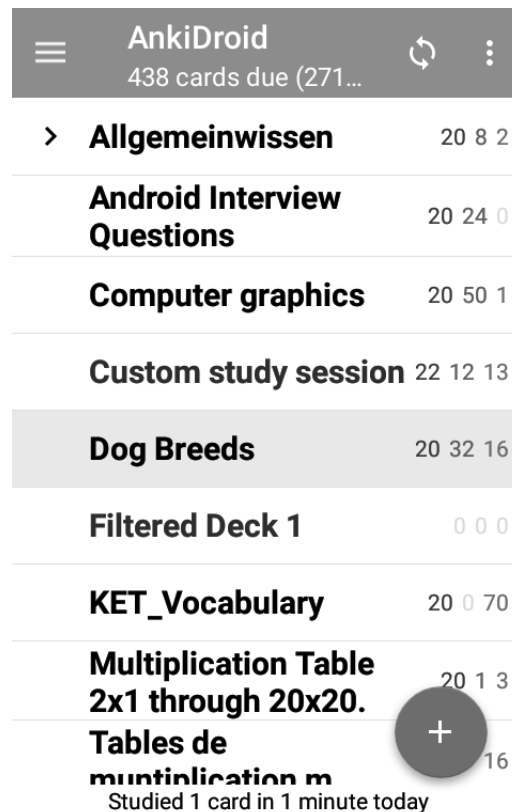 AnkiDroid
438 cards due (271...
Allgemeinwissen 20 8 2
Android Interview
Questions 20 24 0
Computer graphics 20 50 1
Custom study session 22 12 13
Dog Breeds 20 32 16
Filtered Deck 1 0 0 0
KET_Vocabulary 20 0 70
Multiplication Table
2x1 through 20x20. 20 1 3
Tables de
muntiplication m 16
Studied 1 card in 1 minute today